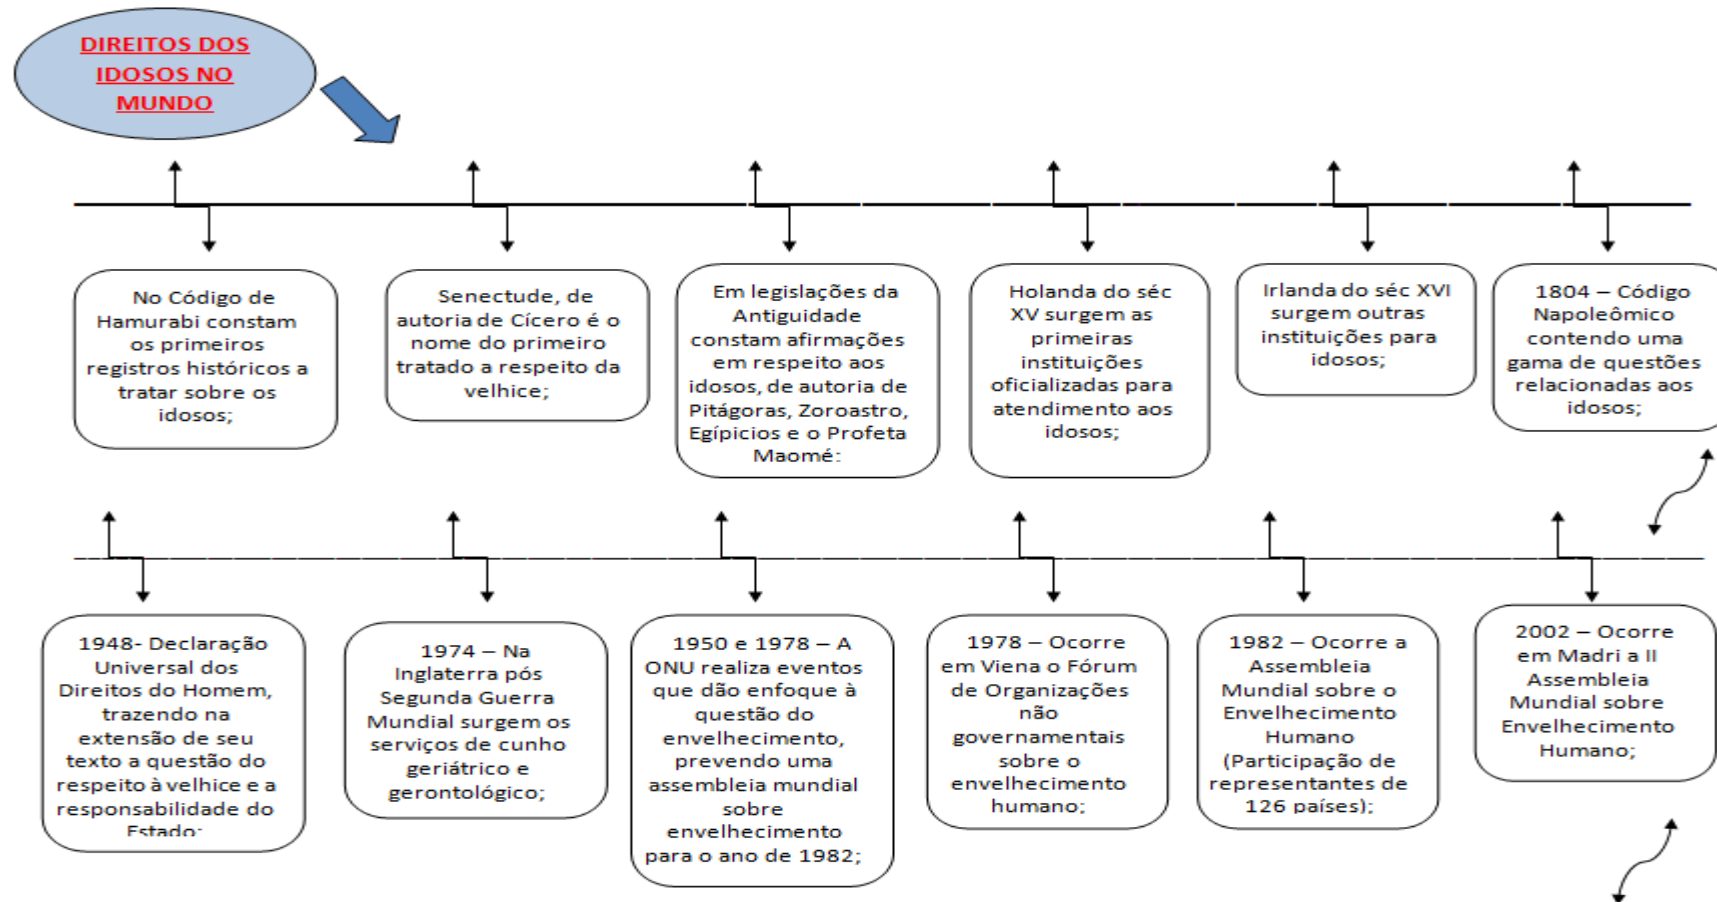 DIREITOS DOS
IDOSOS NO
MUNDO
No Código de
Hamurabi constam
os primeiros
registros históricos a
tratar sobre os
idosos;
Senectude, de
autoria de Cícero é o
nome do primeiro
tratado a respeito da
velhice;
Em legislações da
Antiguidade
constam afirmações
em respeito aos
idosos, de autoria de
Pitágoras, Zoroastro,
Egípicios e o Profeta
Maomé;
Holanda do séc
XV surgem as
primeiras
instituições
oficializadas para
atendimento aos
idosos;
Irlanda do séc XVI
surgem outras
instituições para
idosos;
1804 – Código
Napoleômico
contendo uma
gama de questões
relacionadas aos
idosos;
1948- Declaração
Universal dos
Direitos do Homem,
trazendo na
extensão de seu
texto a questão do
respeito à velhice e a
responsabilidade do
Estado;
1974 – Na
Inglaterra pós
Segunda Guerra
Mundial surgem os
serviços de cunho
geriátrico e
gerontológico;
1950 e 1978 – A
ONU realiza eventos
que dão enfoque à
questão do
envelhecimento,
prevendo uma
assembleia mundial
sobre
envelhecimento
para o ano de 1982;
1978 – Ocorre
em Viena o Fórum
de Organizações
não
governamentais
sobre o
envelhecimento
humano;
1982 – Ocorre a
Assembleia
Mundial sobre o
Envelhecimento
Humano
(Participação de
representantes de
126 países);
2002 – Ocorre
em Madri a II
Assembleia
Mundial sobre
Envelhecimento
Humano;